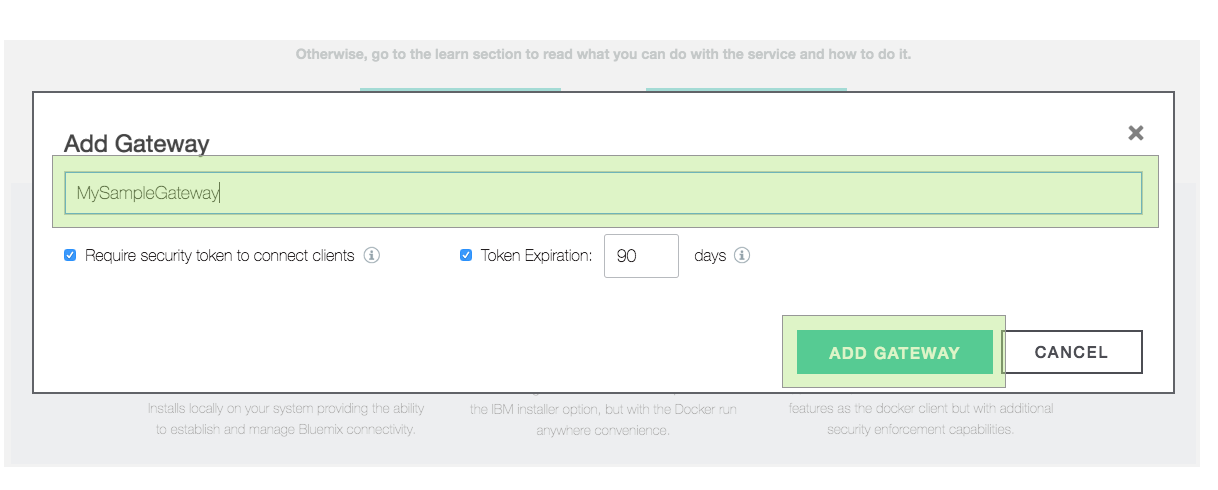 Otherwise, go to the learn section to read what you can do with the service and how to do it.
Add Gateway
MySampleGateway
Require security token to connect clients
Token Expiration: 90 days
ADD GATEWAY
CANCEL
Installs locally on your system providing the ability
to establish and manage Bluemix connectivity.
the IBM installer option, but with the Docker run
anywhere convenience.
features as the docker client but with additional
security enforcement capabilities.